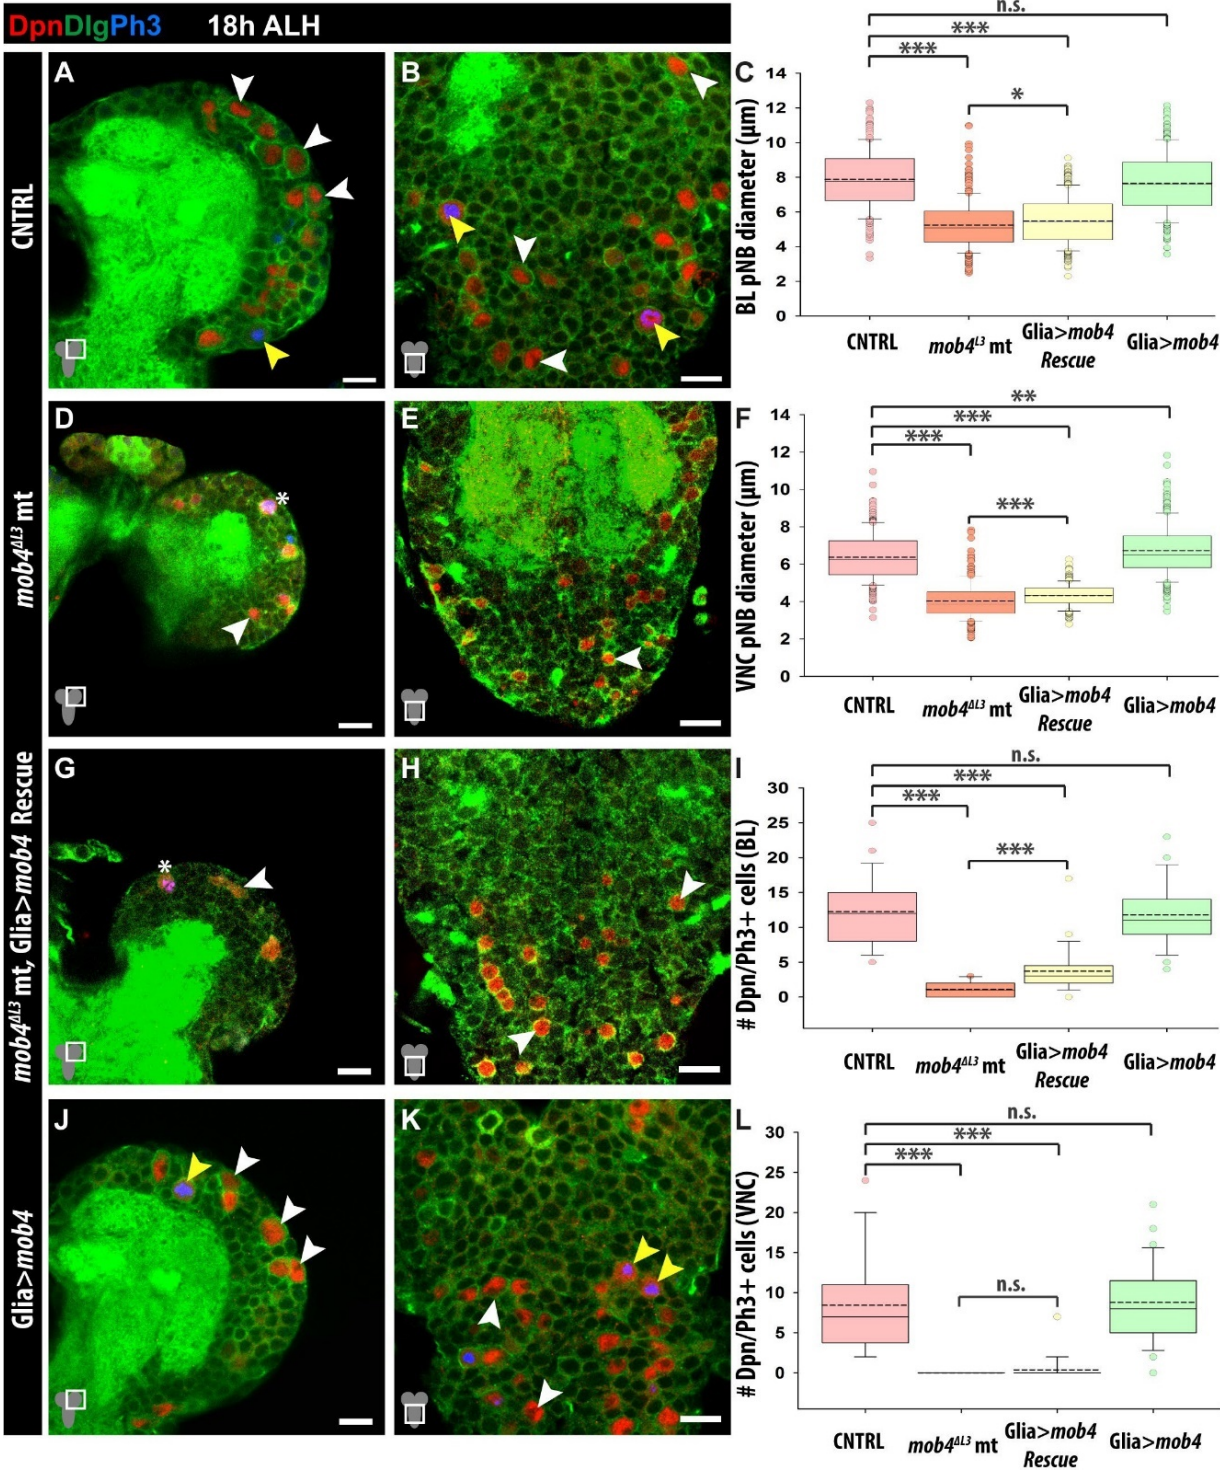 DpnDlgPh3 18h ALH
CNTRL
mob4ΔL3 mt
mob4ΔL3 mt, Glia>mob4 Rescue
Glia>mob4
A
B
C
n.s.
***
***
*
BL pNB diameter (µm)
14
12
10
8
6
4
2
0
CNTRL
mob4L3 mt
Glia>mob4
Rescue
Glia>mob4
D
*
E
F
**
***
***
***
VNC pNB diameter (µm)
14
12
10
8
6
4
2
0
CNTRL
mob4ΔL3 mt
Glia>mob4
Rescue
Glia>mob4
G
*
H
I
n.s.
***
***
***
# Dpn/Ph3+ cells (BL)
30
25
20
15
10
5
0
CNTRL
mob4ΔL3 mt
Glia>mob4
Rescue
Glia>mob4
J
K
L
n.s.
***
***
n.s.
# Dpn/Ph3+ cells (VNC)
30
25
20
15
10
5
0
CNTRL
mob4ΔL3 mt
Glia>mob4
Rescue
Glia>mob4